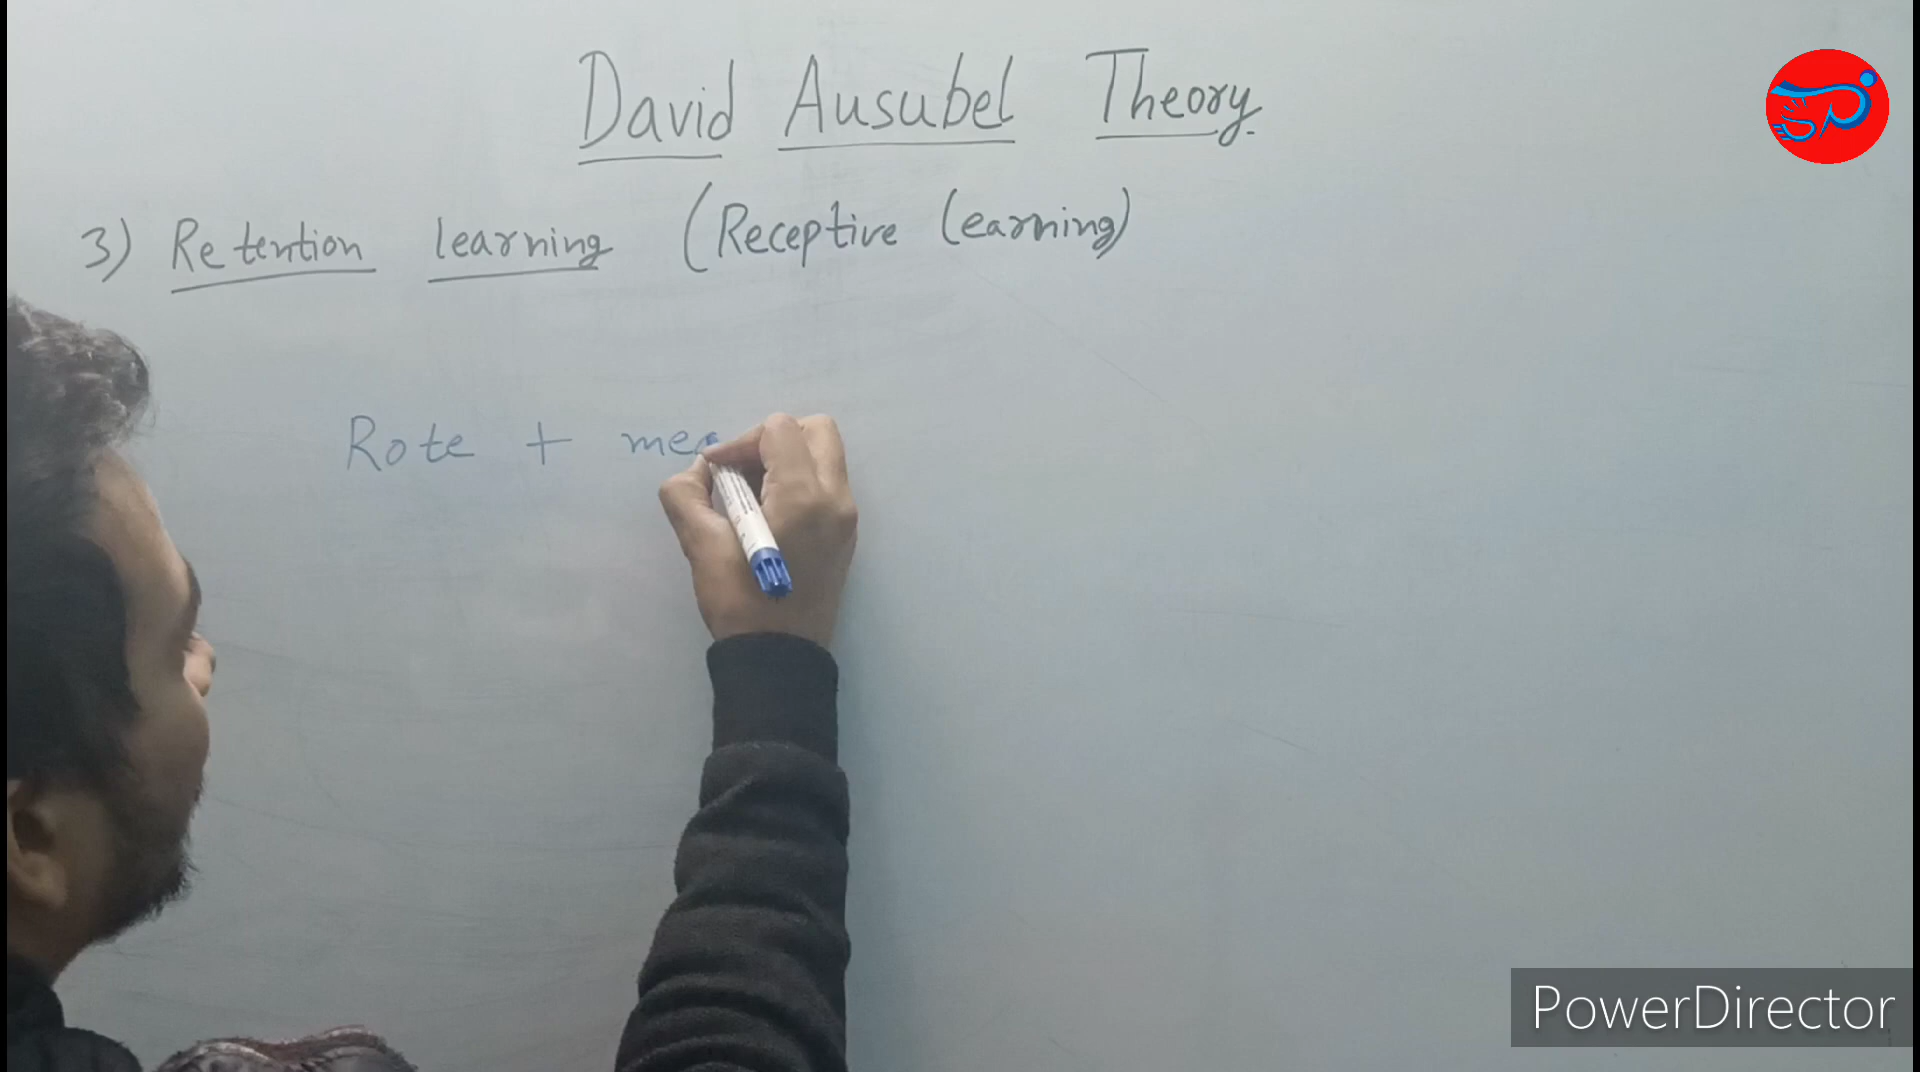 David Ausubel Theory.
3) Retention learning (Receptive learning)
Rote + mea
PowerDirector